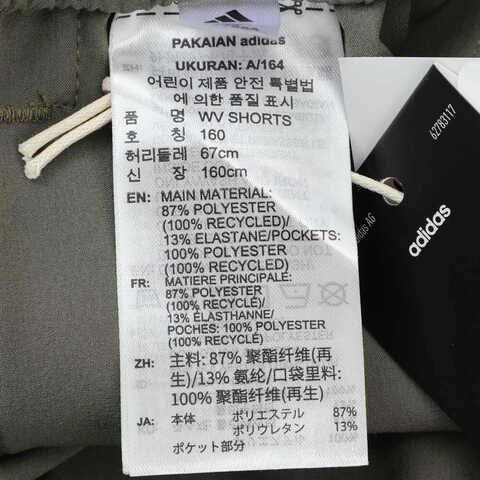 PAKAIAN adidas
UKURAN: A/164
어린이 제품 안전 특별법
에 의한 품질 표시
품 명 WV SHORTS
호 칭 160
허리둘레 67cm
신 장 160cm
EN: MAIN MATERIAL:
87% POLYESTER
(100% RECYCLED)/
13% ELASTANE/POCKETS:
100% POLYESTER
(100% RECYCLED)
FR: MATIERE PRINCIPALE:
87% POLYESTER
(100% RECYCLÉ)/
13% ÉLASTHANNE/
POCHES: 100% POLYESTER
(100% RECYCLÉ)
ZH: 主料: 87% 聚酯纤维(再
生)/13% 氨纶/口袋里料:
100% 聚酯纤维(再生)
JA: 本体 ポリエステル 87%
ポリウレタン 13%
ポケット部分
62783117
adidas AG
adidas